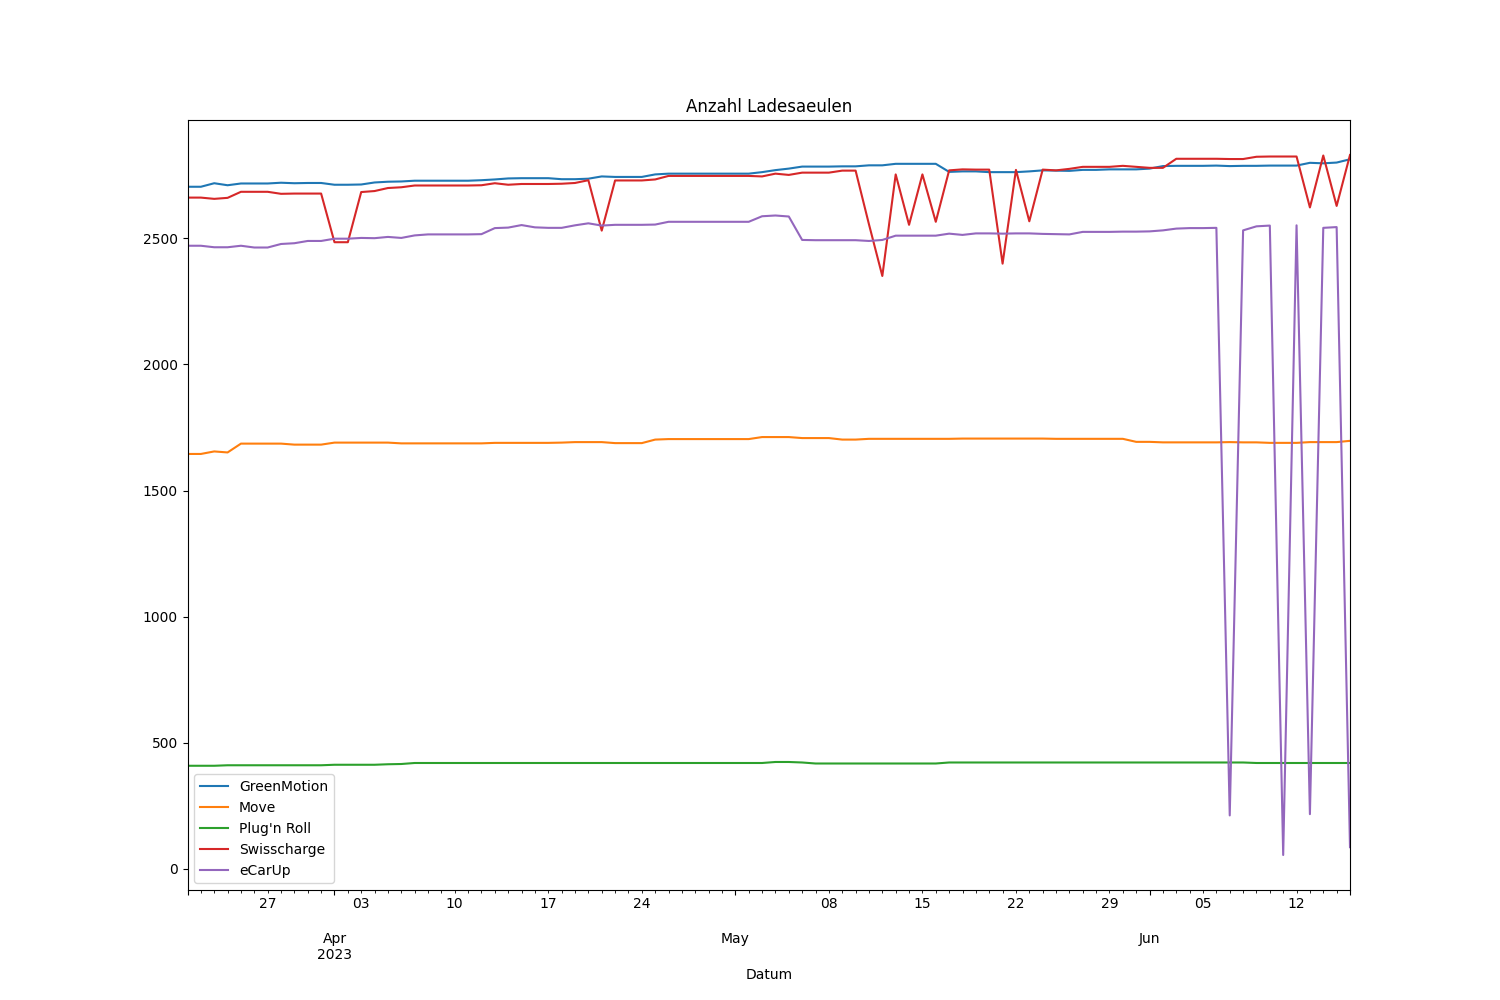 Anzahl Ladesaeulen
2500
2000
1500
1000
500
0
GreenMotion
Move
Plug'n Roll
Swisscharge
eCarUp
27 03 10 17 24 08 15 22 29 05 12
Apr May Jun
2023
Datum